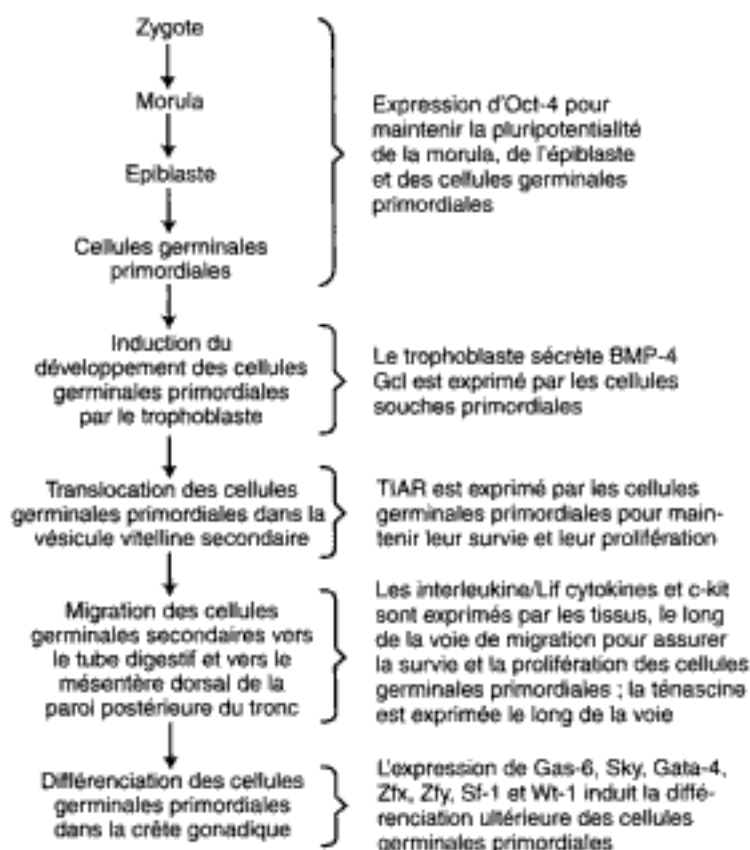 Zygote
Morula
Epiblaste
Cellules germinales
primordiales
Expression d'Oct-4 pour
maintenir la pluripotentialité
de la morula, de l'épiblaste
et des cellules germinales
primordiales
Induction du
développement des cellules
germinales primordiales
par le trophoblaste
Le trophoblaste sécrète BMP-4
Gcl est exprimé par les cellules
souches primordiales
Translocation des cellules
germinales primordiales dans la
vésicule vitelline secondaire
TIAR est exprimé par les cellules
germinales primordiales pour main-
tenir leur survie et leur prolifération
Migration des cellules
germinales secondaires vers
le tube digestif et vers le
mésentère dorsal de la
paroi postérieure du tronc
Les interleukine/Lif cytokines et c-kit
sont exprimés par les tissus, le long
de la voie de migration pour assurer
la survie et la prolifération des cellules
germinales primordiales ; la ténascine
est exprimée le long de la voie
Différenciation des cellules
germinales primordiales
dans la crête gonadique
L'expression de Gas-6, Sky, Gata-4,
Zfx, Zfy, Sf-1 et Wt-1 induit la diffé-
renciation ultérieure des cellules
germinales primordiales